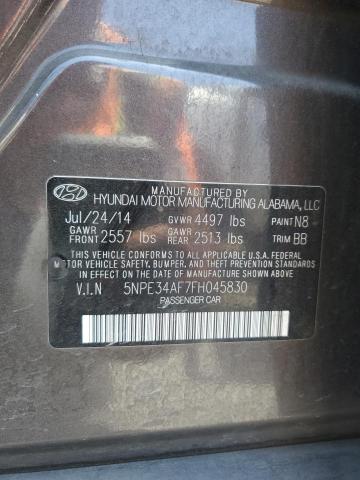 MANUFACTURED BY
HYUNDAI MOTOR MANUFACTURING ALABAMA, LLC
Jul/24/14 GVWR 4497 lbs PAINT N8
GAWR FRONT 2557 lbs GAWR REAR 2513 lbs TRIM BB
THIS VEHICLE CONFORMS TO ALL APPLICABLE U.S.A FEDERAL
MOTOR VEHICLE SAFETY, BUMPER, AND THEFT PREVENTION
STANDARDS IN EFFECT ON THE DATE OF MANUFACTURE SHOWN ABOVE.
V.I.N 5NPE34AF7FH045830
PASSENGER CAR